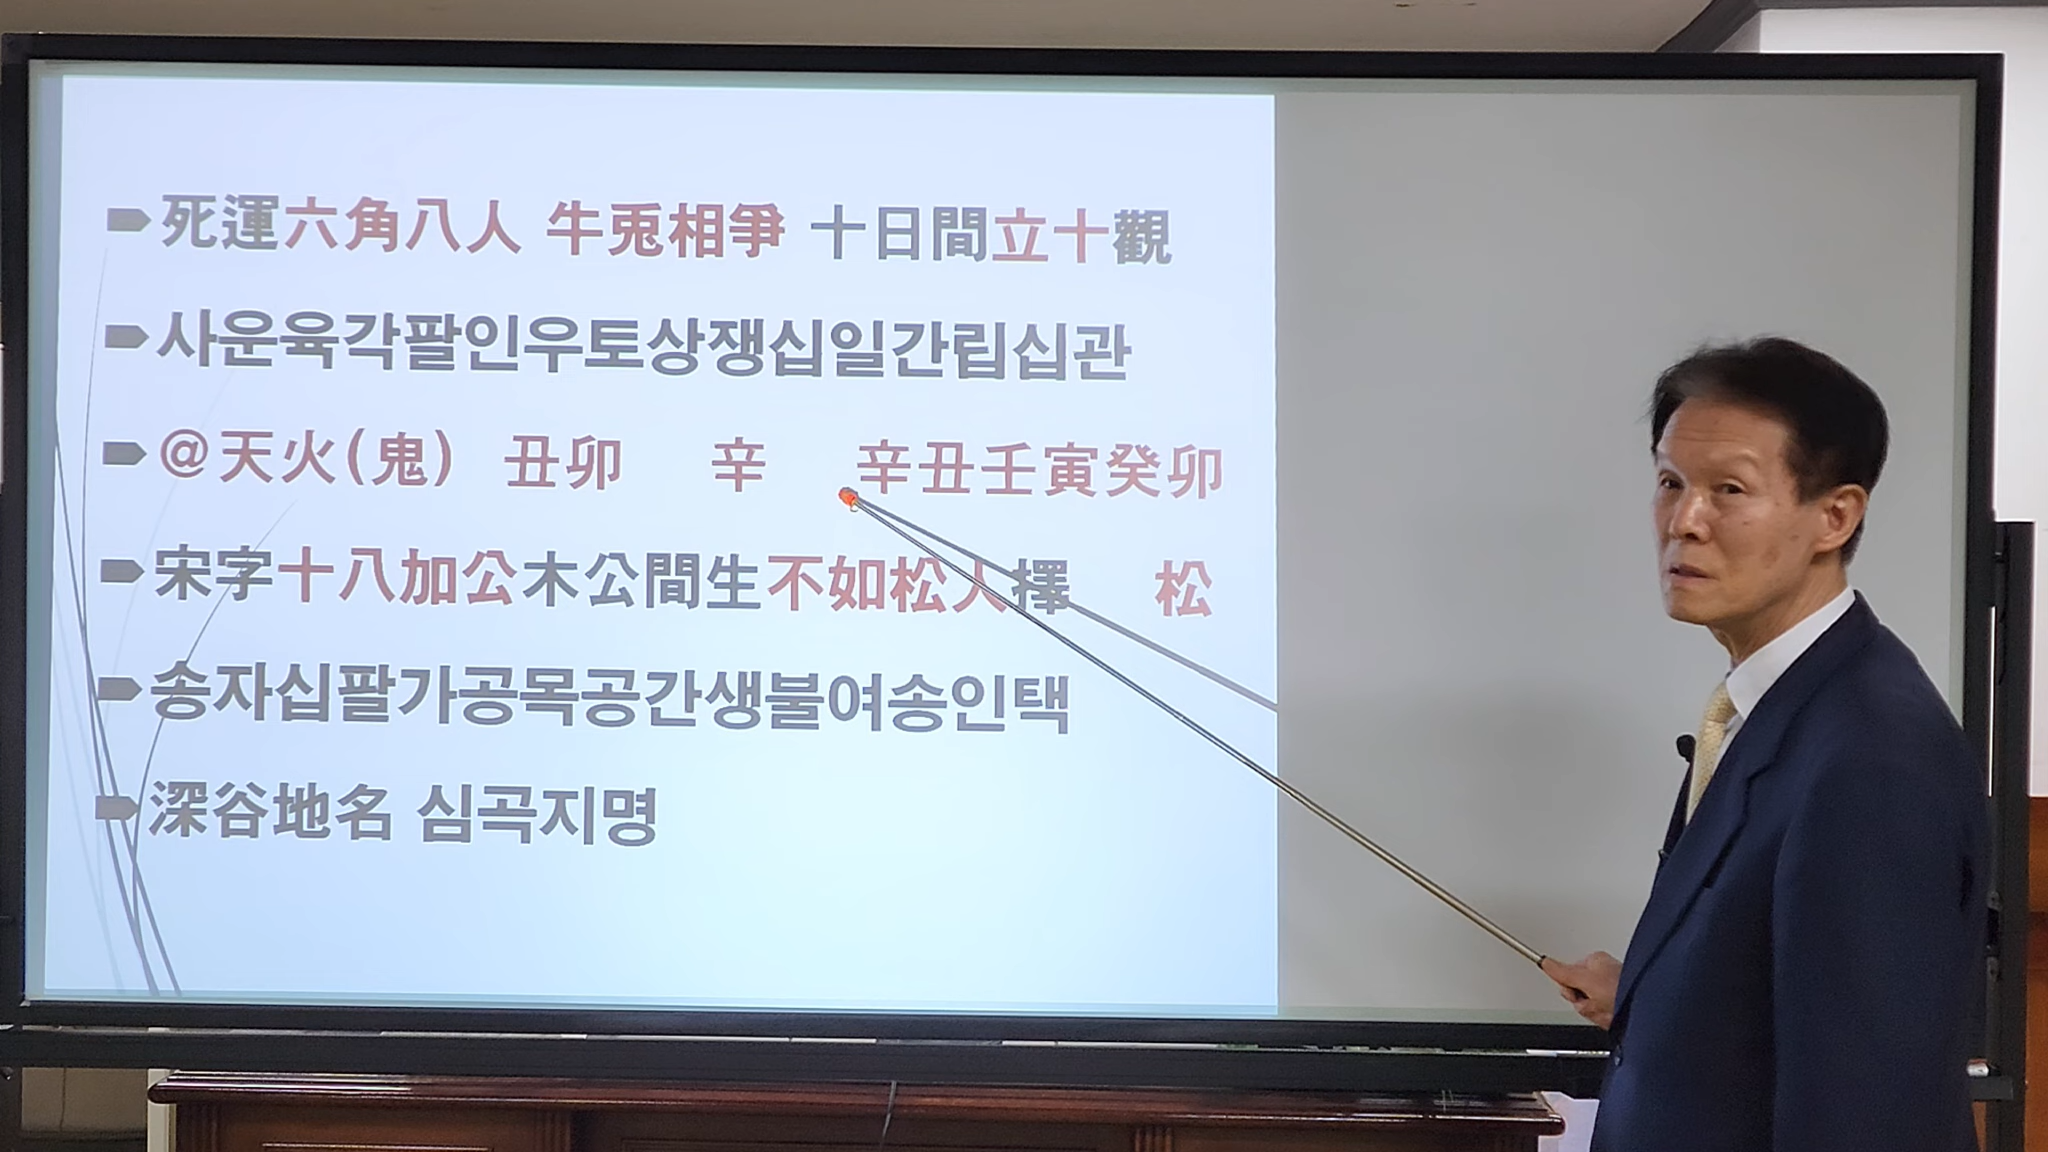 死運六角八人 牛兎相爭 十日間立十觀
사운육각팔인우토상쟁십일간립십관
@天火(鬼) 丑卯 辛 辛丑壬寅癸卯
宋字十八加公木公間生不如松人擇 松
송자십팔가공목공간생불여송인택
深谷地名 심곡지명